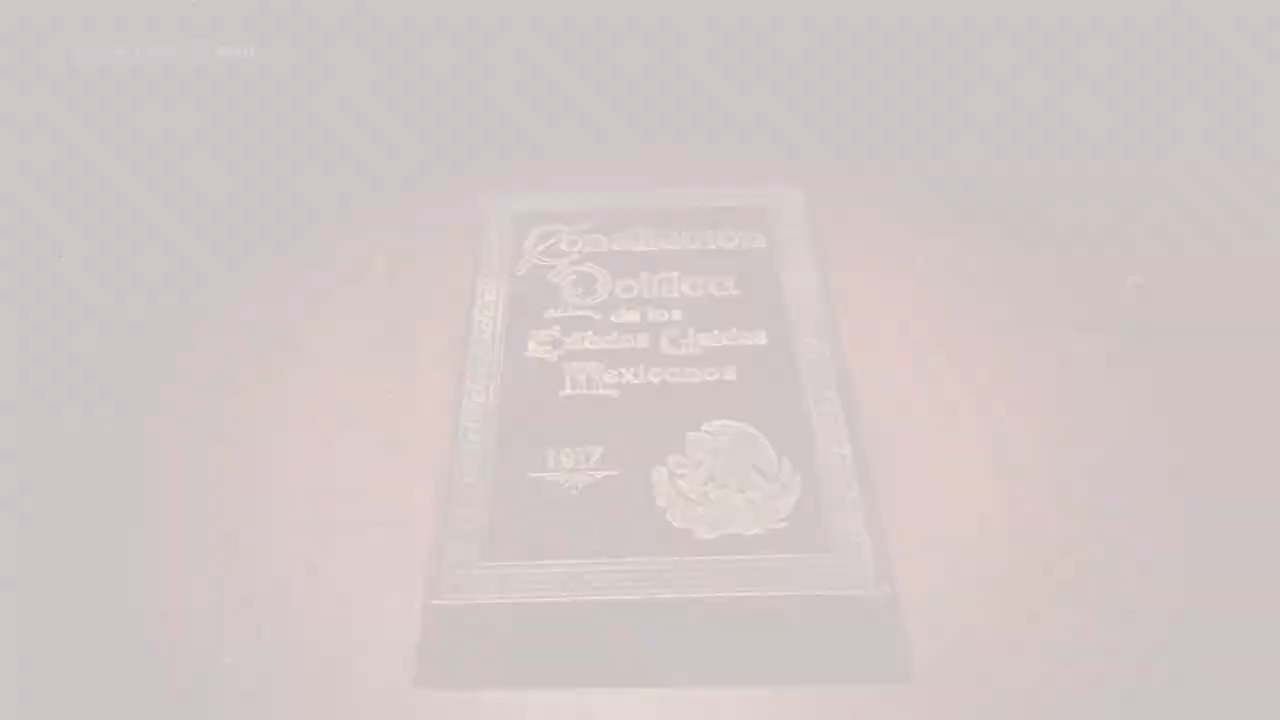 Constitución
Política
de los
Estados Unidos
Mexicanos
1917